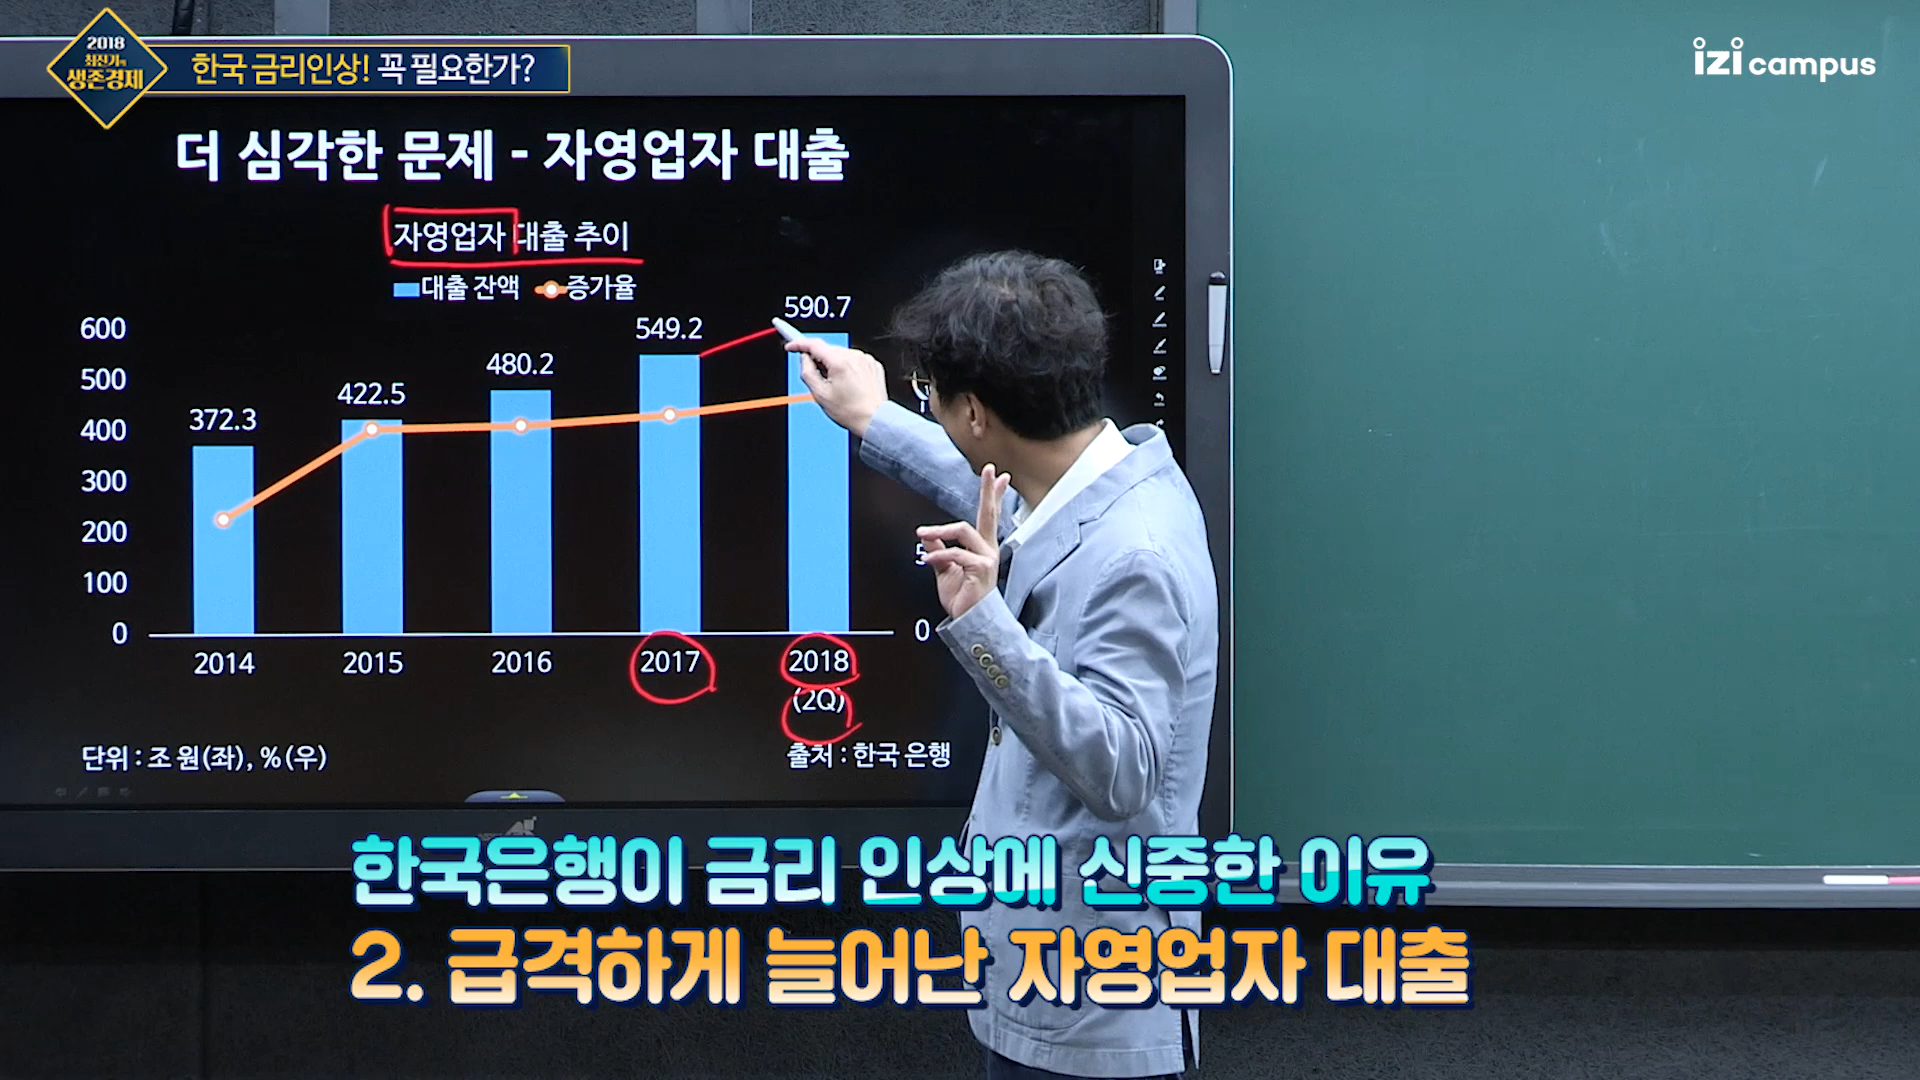 2018
최진기의
생존경제
한국 금리인상! 꼭 필요한가?
izi campus
더 심각한 문제 - 자영업자 대출
자영업자 대출 추이
대출 잔액 증가율
600
500
400
300
200
100
0
372.3
422.5
480.2
549.2
590.7
5
0
2014
2015
2016
2017
2018
(2Q)
단위 : 조 원(좌), %(우)
출처 : 한국 은행
한국은행이 금리 인상에 신중한 이유
2. 급격하게 늘어난 자영업자 대출